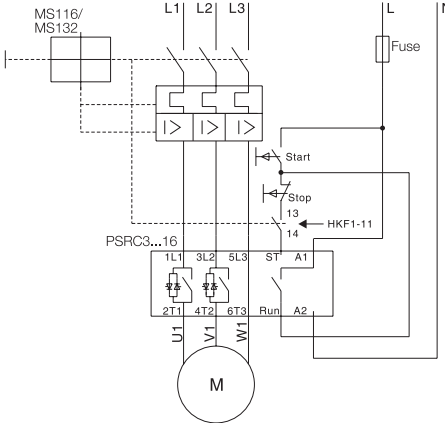 MS116/
MS132
L1 L2 L3 L N
Fuse
I> I> I>
Start
Stop
13
HKF1-11
14
PSRC3...16
1L1 3L2 5L3 ST A1
2T1 4T2 6T3 Run A2
U1 V1 W1
M